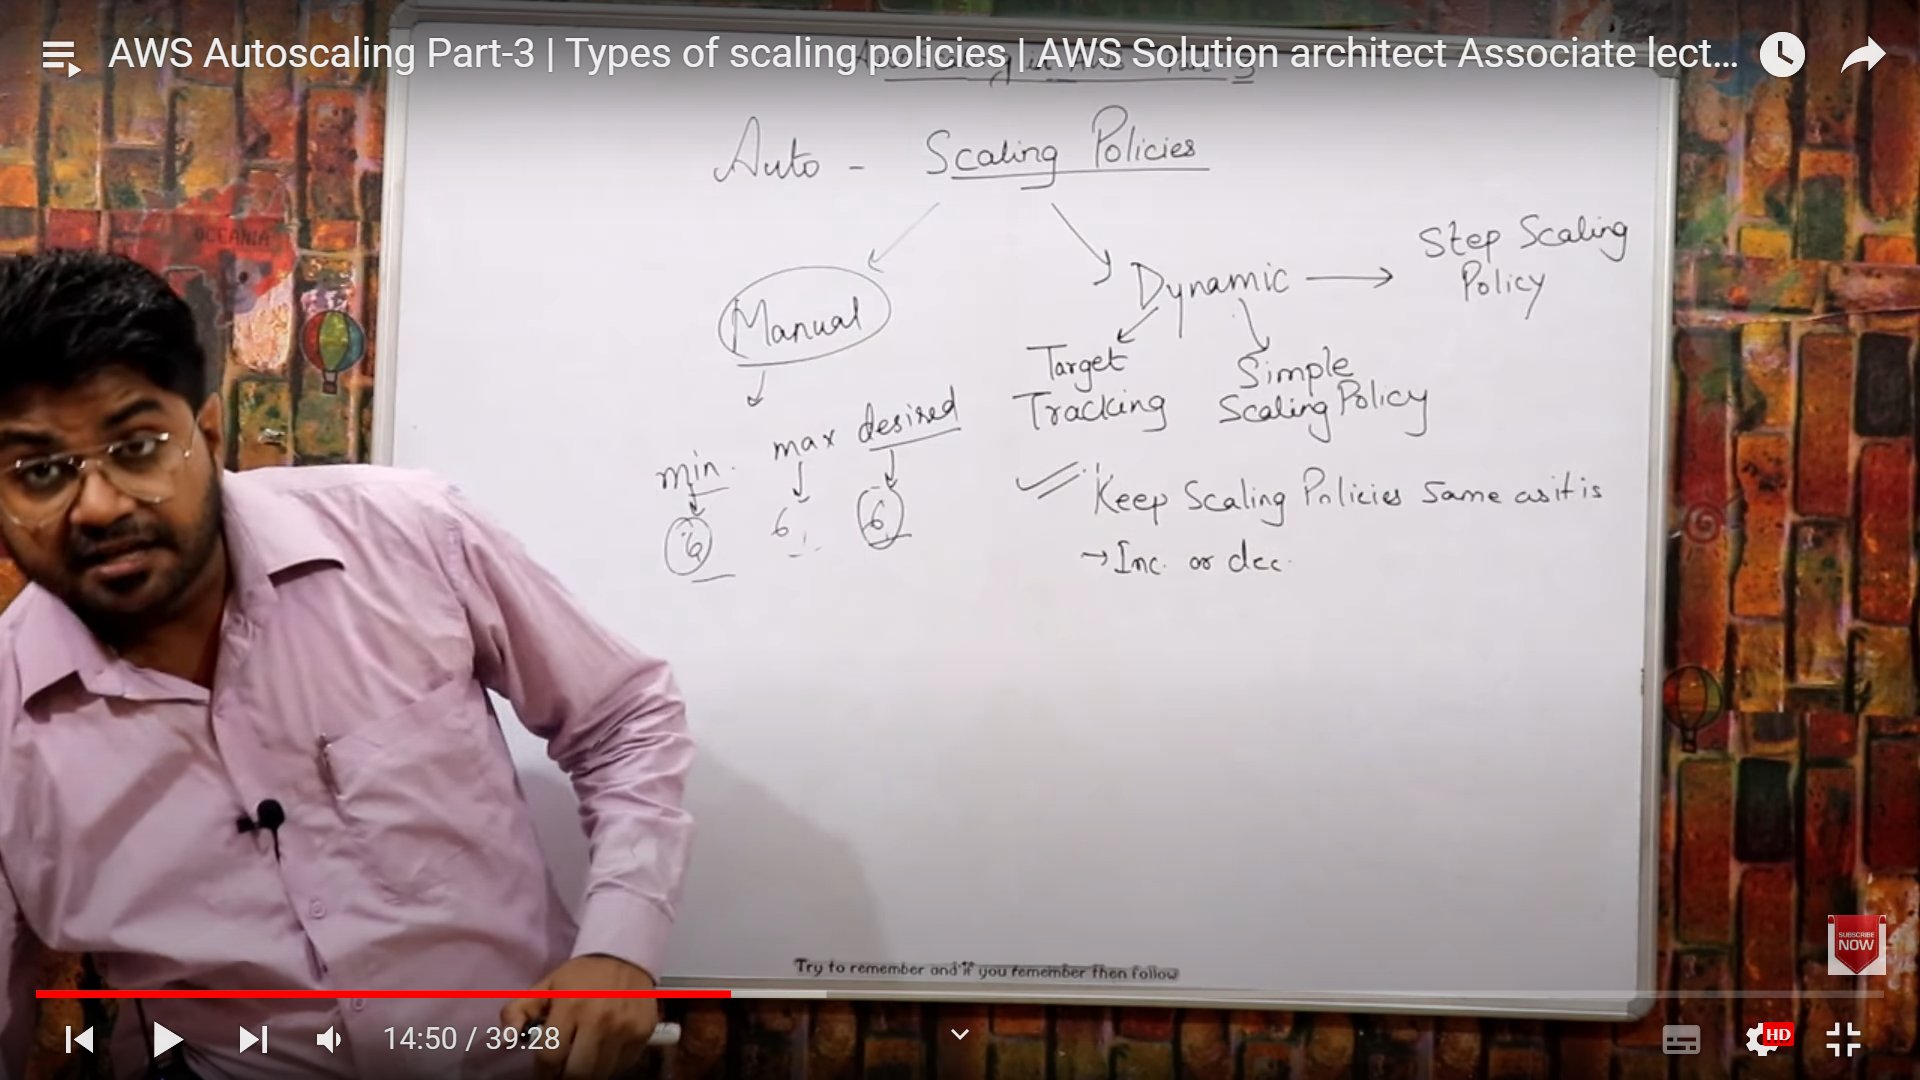 AWS Autoscaling Part-3 | Types of scaling policies | AWS Solution architect Associate lect...
Auto - Scaling Policies
OCEANIA
Manual
Dynamic
Step Scaling
Policy
Target
Tracking
Simple
Scaling Policy
min.
max
desired
6
6
6
Keep Scaling Policies Same as it is
→ Inc. or dec.
Try to remember and if you remember then follow
SUBSCRIBE
NOW
14:50 / 39:28
HD